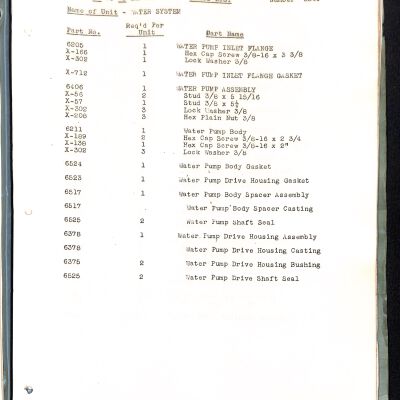 Name of Unit - WATER SYSTEM
Part No. Req'd Per Unit Part Name
6205 1 WATER PUMP INLET FLANGE
X-166 1 Hex Cap Screw 3/8-16 x 3 3/8
X-302 1 Lock Washer 3/8
X-712 1 WATER PUMP INLET FLANGE GASKET
6406 1 WATER PUMP ASSEMBLY
X-56 2 Stud 3/8 x 5 15/16
X-57 1 Stud 3/8 x 5½
X-302 3 Lock Washer 3/8
X-208 3 Hex Plain Nut 3/8
6211 1 Water Pump Body
X-189 2 Hex Cap Screw 3/8-16 x 2 3/4
X-138 1 Hex Cap Screw 3/8-16 x 2"
X-302 3 Lock Washer 3/8
6524 1 Water Pump Body Gasket
6523 1 Water Pump Drive Housing Gasket
6517 1 Water Pump Body Spacer Assembly
6517 Water Pump Body Spacer Casting
6525 2 Water Pump Shaft Seal
6378 1 Water Pump Drive Housing Assembly
6378 Water Pump Drive Housing Casting
6375 2 Water Pump Drive Housing Bushing
6525 2 Water Pump Drive Shaft Seal